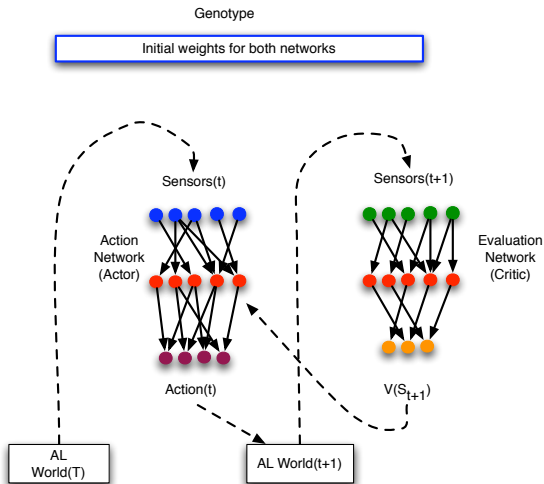 Genotype
Initial weights for both networks
Sensors(t)
Sensors(t+1)
Action
Network
(Actor)
Evaluation
Network
(Critic)
Action(t)
V(S_{t+1})
AL
World(T)
AL World(t+1)